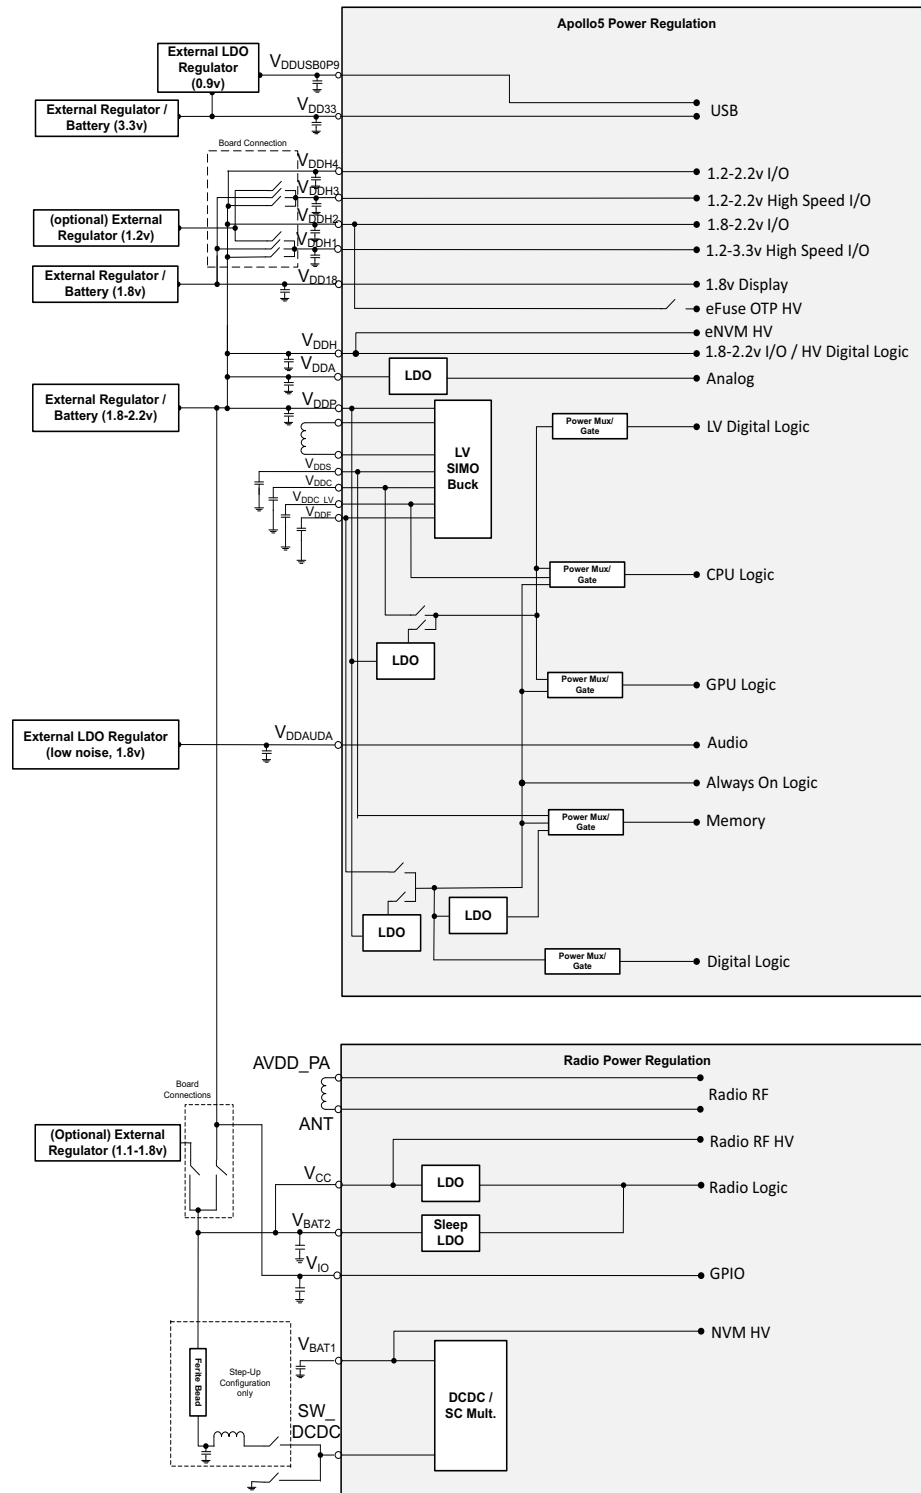 Apollo5 Power Regulation
External LDO
Regulator
(0.9v)
VDDUSB0P9
External Regulator /
Battery (3.3v)
VDD33
USB
Board Connection
VDDH4
1.2-2.2v I/O
VDDH3
1.2-2.2v High Speed I/O
(optional) External
Regulator (1.2v)
VDDH2
1.8-2.2v I/O
VDDH1
1.2-3.3v High Speed I/O
External Regulator /
Battery (1.8v)
VDD18
1.8v Display
eFuse OTP HV
eNVM HV
VDDH
1.8-2.2v I/O / HV Digital Logic
VDDA
LDO
Analog
External Regulator /
Battery (1.8-2.2v)
VDDP
LV
SIMO
Buck
Power Mux/
Gate
LV Digital Logic
VDDS
VDDC
VDDC_LV
VDDF
Power Mux/
Gate
CPU Logic
LDO
Power Mux/
Gate
GPU Logic
External LDO Regulator
(low noise, 1.8v)
VDDAUDA
Audio
Always On Logic
Power Mux/
Gate
Memory
LDO
LDO
Power Mux/
Gate
Digital Logic
Radio Power Regulation
AVDD_PA
Radio RF
ANT
Board
Connections
(Optional) External
Regulator (1.1-1.8v)
Radio RF HV
VCC
LDO
Radio Logic
VBAT2
Sleep
LDO
VIO
GPIO
NVM HV
VBAT1
Ferite Bead
Step-Up
Configuration
only
DCDC /
SC Mult.
SW_
DCDC